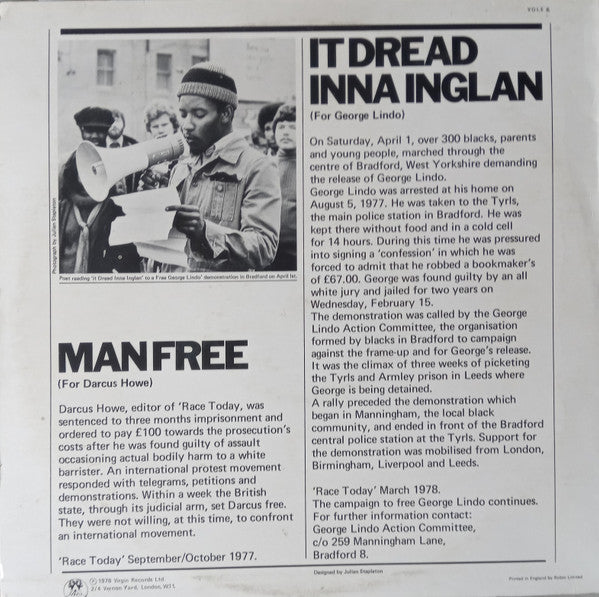 VOLE 6
Photograph by Julian Stapleton
Poet reading 'it Dread Inna Inglan' to a Free George Lindo' demonstration in Bradford on April 1st.
MAN FREE
(For Darcus Howe)
Darcus Howe, editor of 'Race Today, was
sentenced to three months imprisonment and
ordered to pay £100 towards the prosecution's
costs after he was found guilty of assault
occasioning actual bodily harm to a white
barrister. An international protest movement
responded with telegrams, petitions and
demonstrations. Within a week the British
state, through its judicial arm, set Darcus free.
They were not willing, at this time, to confront
an international movement.
'Race Today' September/October 1977.
IT DREAD
INNA INGLAN
(For George Lindo)
On Saturday, April 1, over 300 blacks, parents
and young people, marched through the
centre of Bradford, West Yorkshire demanding
the release of George Lindo.
George Lindo was arrested at his home on
August 5, 1977. He was taken to the Tyrls,
the main police station in Bradford. He was
kept there without food and in a cold cell
for 14 hours. During this time he was pressured
into signing a 'confession' in which he was
forced to admit that he robbed a bookmaker's
of £67.00. George was found guilty by an all
white jury and jailed for two years on
Wednesday, February 15.
The demonstration was called by the George
Lindo Action Committee, the organisation
formed by blacks in Bradford to campaign
against the frame-up and for George's release.
It was the climax of three weeks of picketing
the Tyrls and Armley prison in Leeds where
George is being detained.
A rally preceded the demonstration which
began in Manningham, the local black
community, and ended in front of the Bradford
central police station at the Tyrls. Support for
the demonstration was mobilised from London,
Birmingham, Liverpool and Leeds.
'Race Today' March 1978.
The campaign to free George Lindo continues.
For further information contact:
George Lindo Action Committee,
c/o 259 Manningham Lane,
Bradford 8.
Designed by Julian Stapleton
℗ 1978 Virgin Records Ltd.
2/4 Vernon Yard, London, W11.
Printed in England by Robor Limited